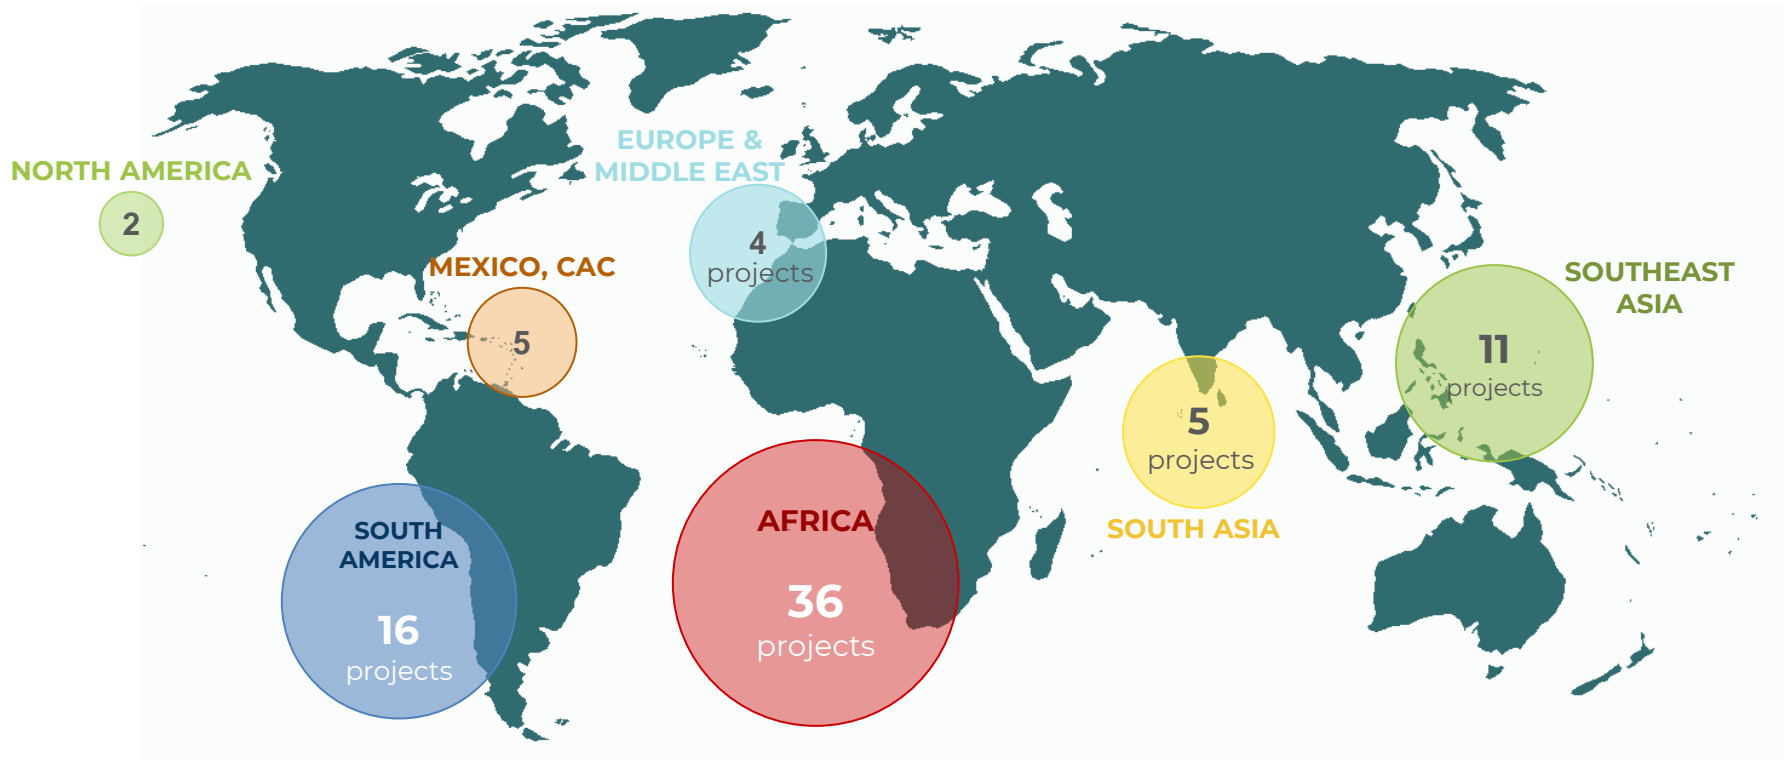 NORTH AMERICA
2
EUROPE &
MIDDLE EAST
4
projects
MEXICO, CAC
5
SOUTHEAST
ASIA
11
projects
5
projects
SOUTH ASIA
AFRICA
36
projects
SOUTH
AMERICA
16
projects